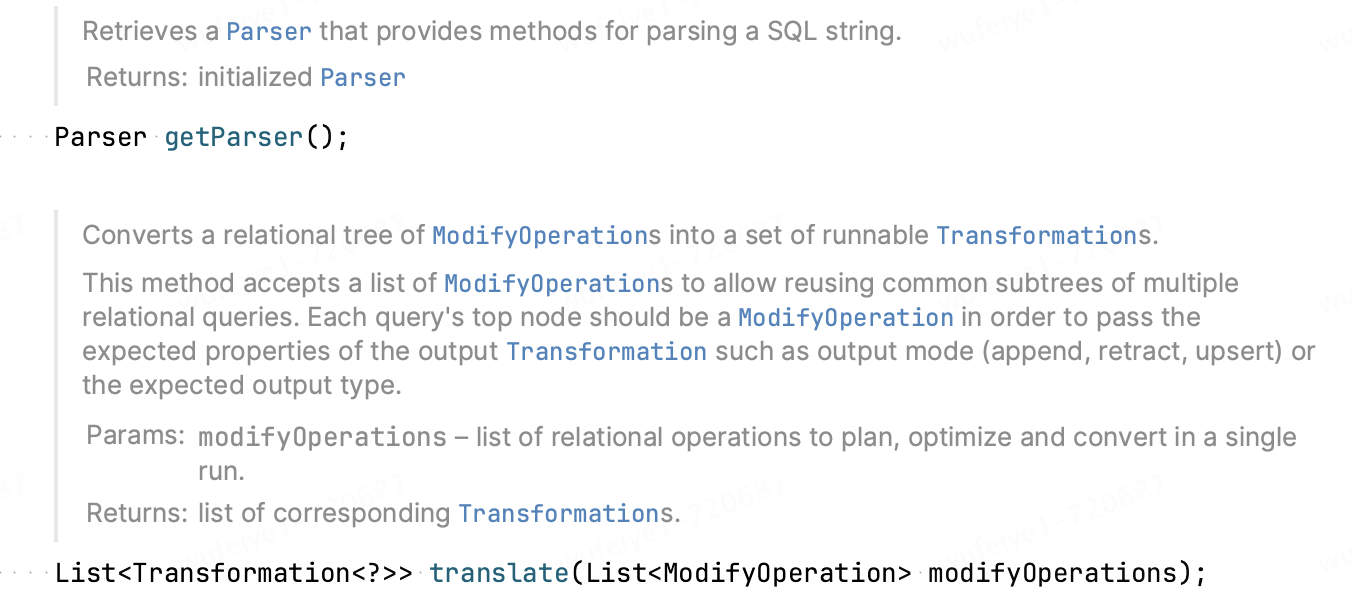 Retrieves a Parser that provides methods for parsing a SQL string.
Returns: initialized Parser
Parser getParser();
Converts a relational tree of ModifyOperations into a set of runnable Transformations.
This method accepts a list of ModifyOperations to allow reusing common subtrees of multiple
relational queries. Each query's top node should be a ModifyOperation in order to pass the
expected properties of the output Transformation such as output mode (append, retract, upsert) or
the expected output type.
Params: modifyOperations – list of relational operations to plan, optimize and convert in a single
run.
Returns: list of corresponding Transformations.
List<Transformation<?>> translate(List<ModifyOperation> modifyOperations);